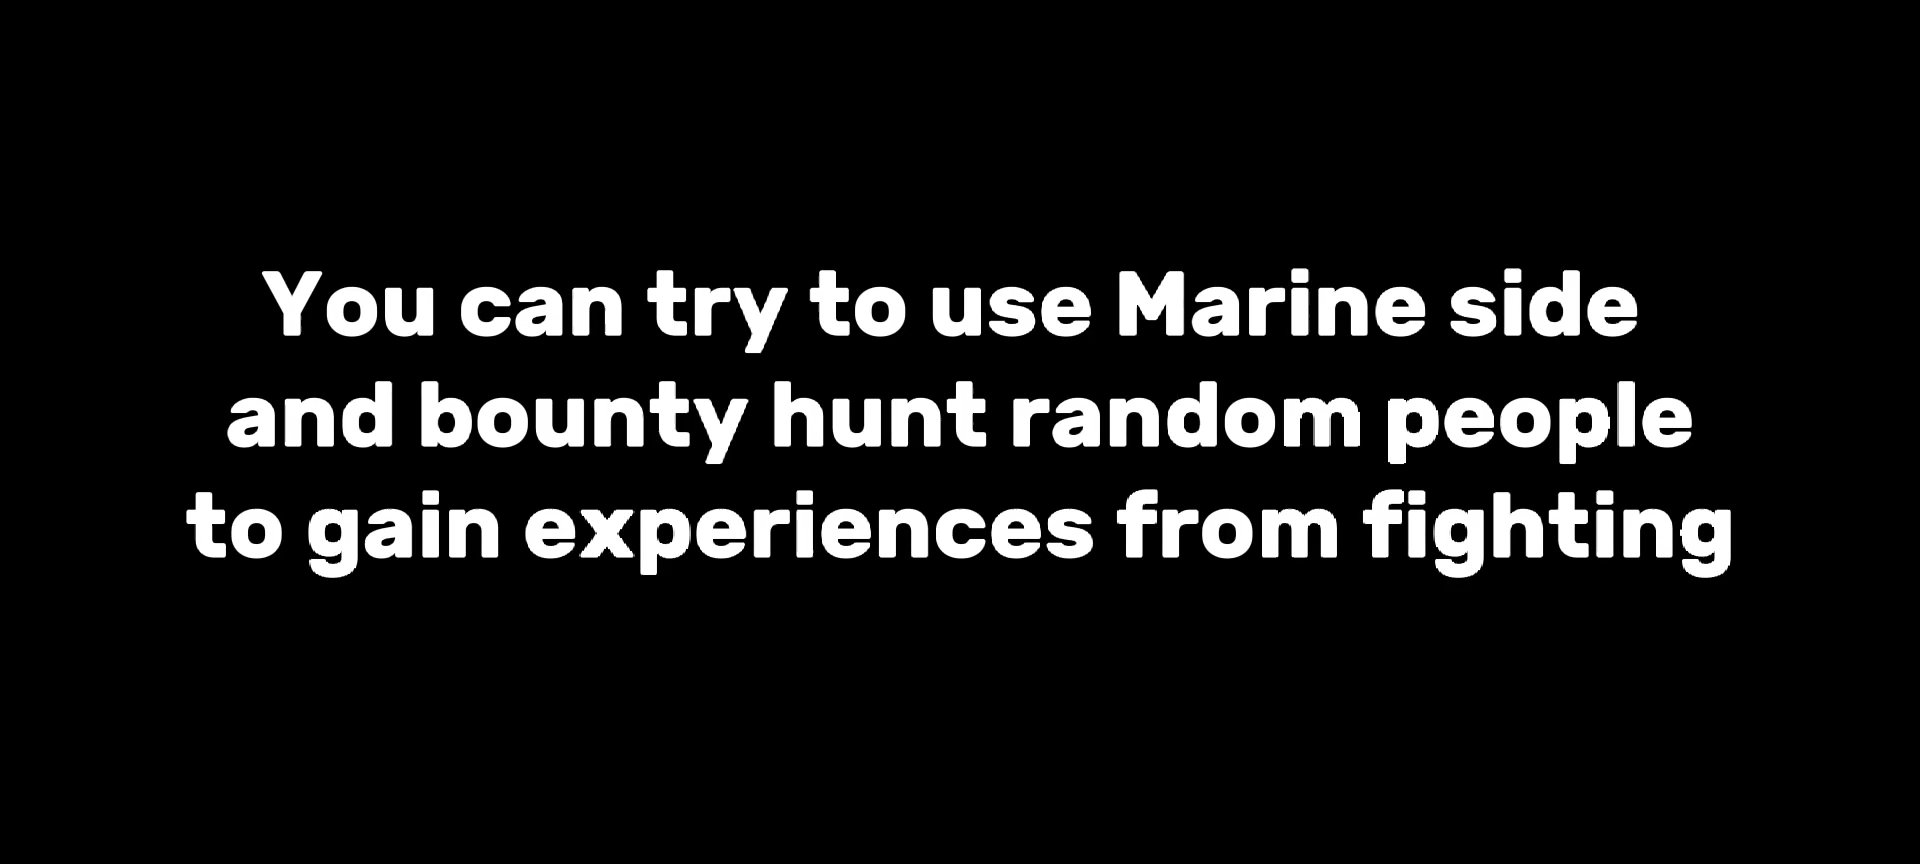 You can try to use Marine side
and bounty hunt random people
to gain experiences from fighting